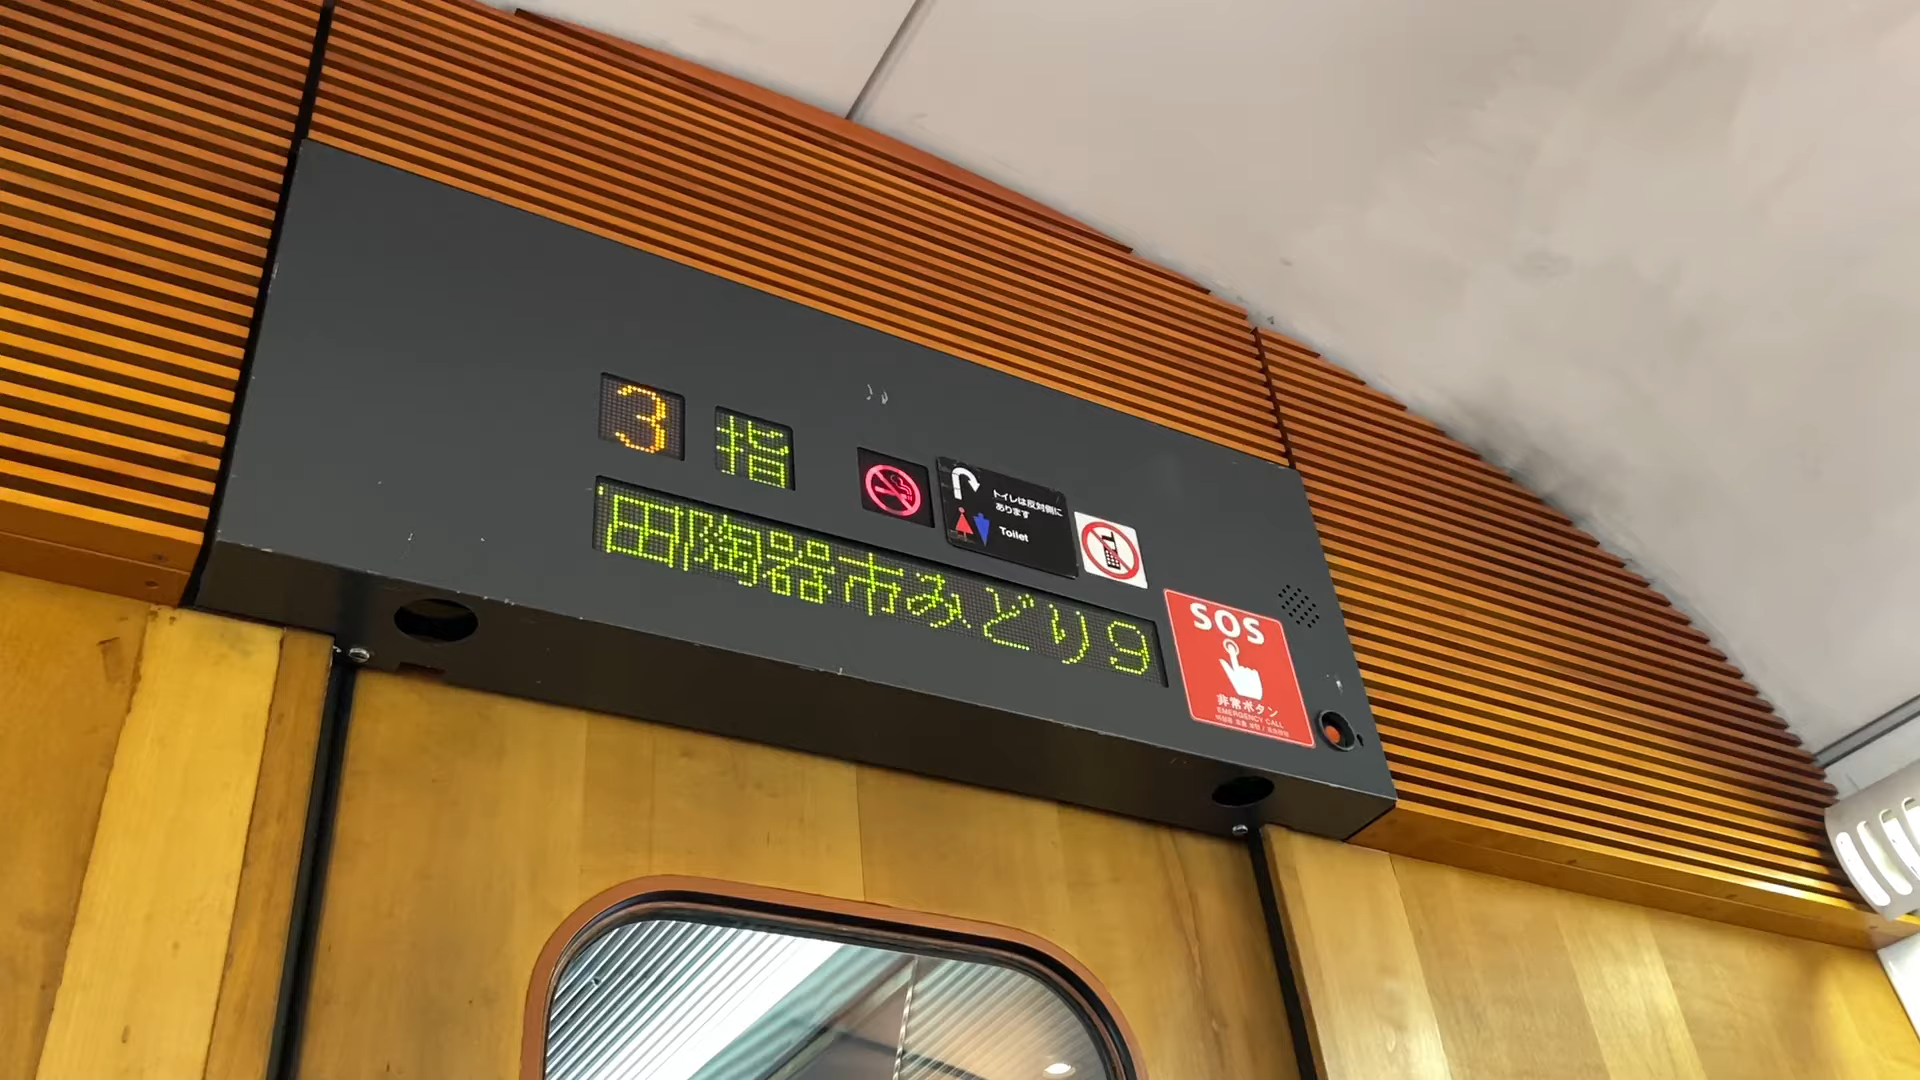 3 指
トイレは反対側に
あります
Toilet
田陶器市みどり9
SOS
非常ボタン
EMERGENCY CALL